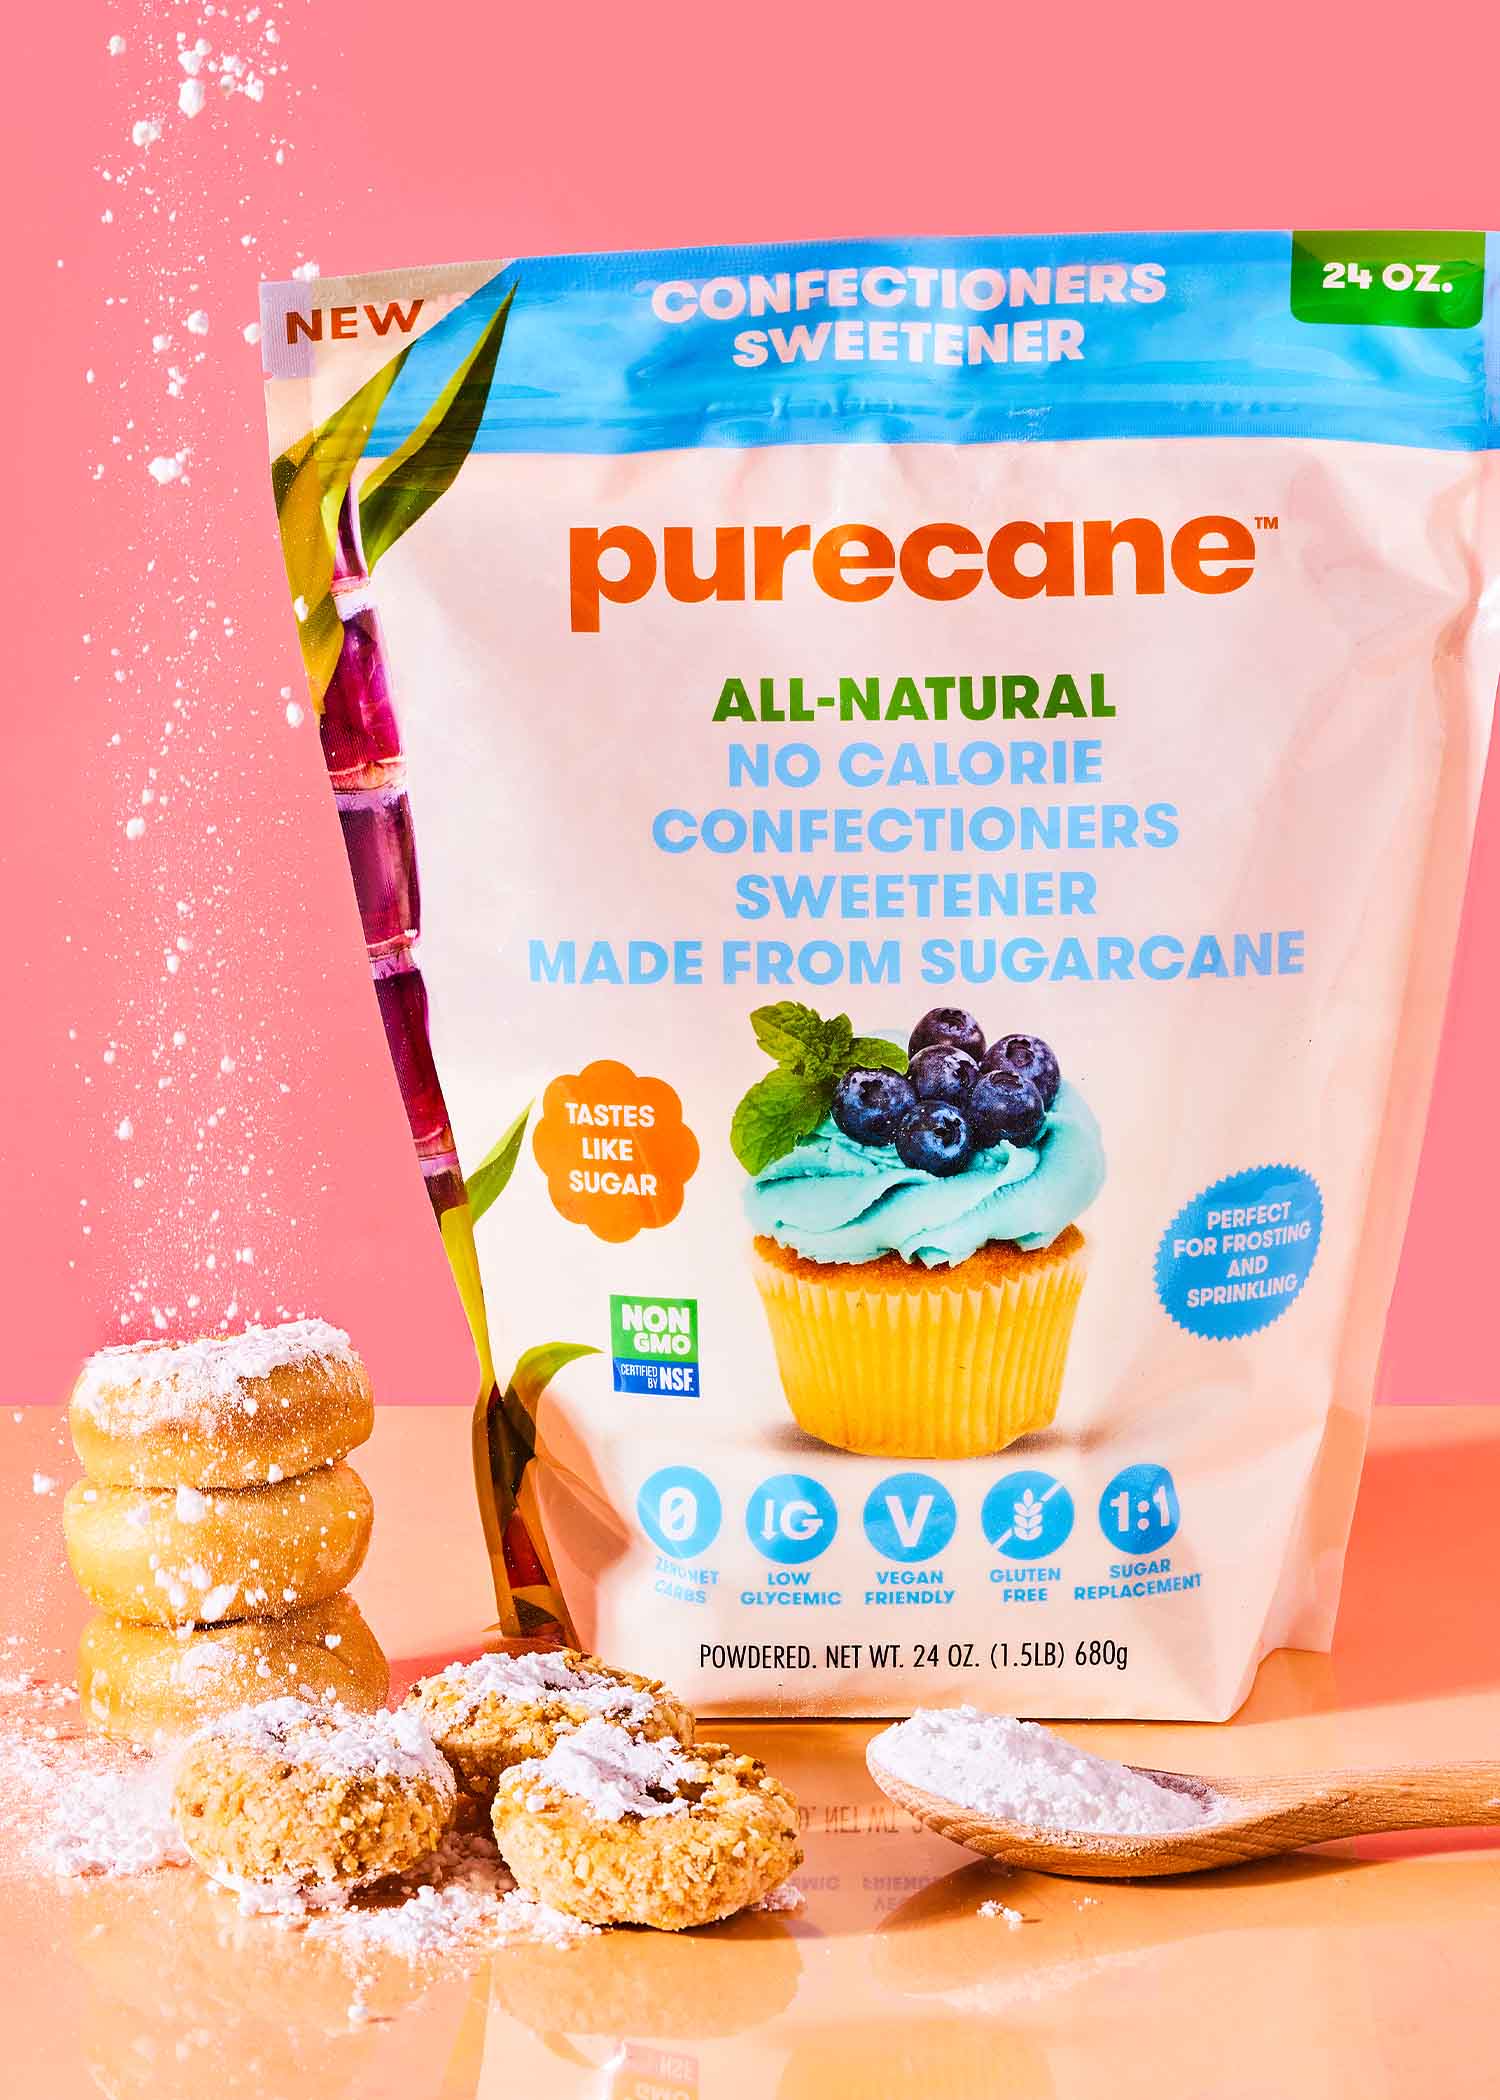 NEW
CONFECTIONERS
SWEETENER
24 OZ.
purecane™
ALL-NATURAL
NO CALORIE
CONFECTIONERS
SWEETENER
MADE FROM SUGARCANE
TASTES
LIKE
SUGAR
PERFECT
FOR FROSTING
AND
SPRINKLING
NON
GMO
CERTIFIED
BY NSF
0
ZERO NET
CARBS
↓G
LOW
GLYCEMIC
V
VEGAN
FRIENDLY
GLUTEN
FREE
1:1
SUGAR
REPLACEMENT
POWDERED. NET WT. 24 OZ. (1.5LB) 680g